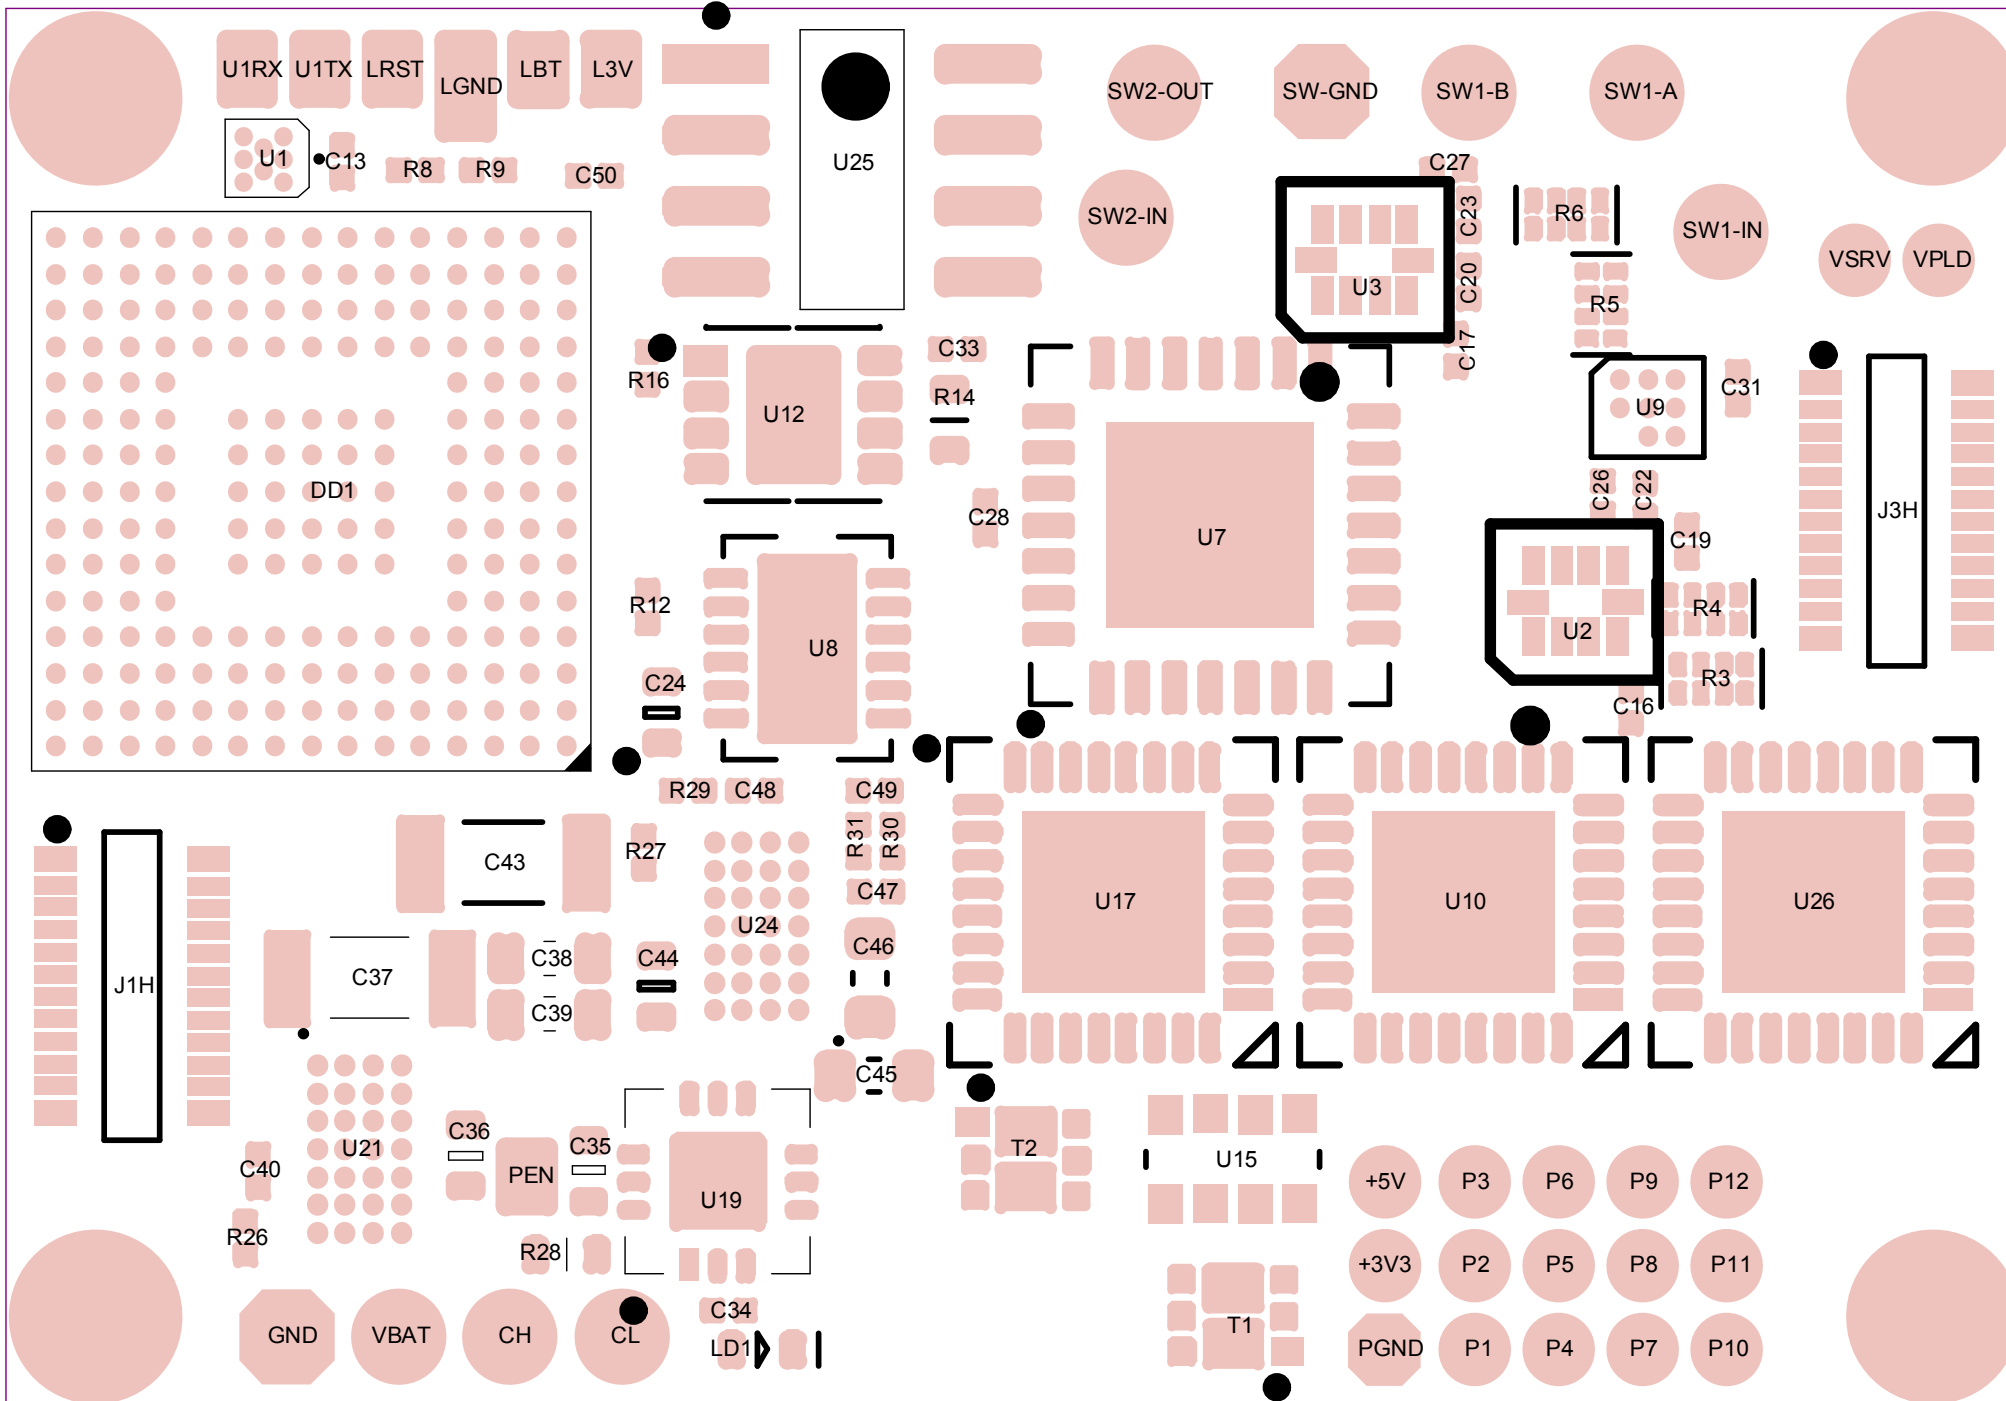 U1RX U1TX LRST LGND LBT L3V
SW2-OUT SW-GND SW1-B SW1-A
U1 C13 R8 R9 C50 U25 C27
SW2-IN C23 R6 SW1-IN
VSRV VPLD
U3 C20 R5
R16 C33 C17
R14 U12 U9 C31
DD1 C28 U7 C26 C22 J3H
C19
R12 U8 U2 R4
C24 R3
C16
R29 C48 C49
C43 R27 R31 R30
C47
U24 U17 U10 U26
J1H C37 C38 C44 C46
C39
C45
U21 C36 C35 T2 U15
C40 PEN U19 +5V P3 P6 P9 P12
R26 R28 +3V3 P2 P5 P8 P11
C34
GND VBAT CH CL LD1 T1 PGND P1 P4 P7 P10